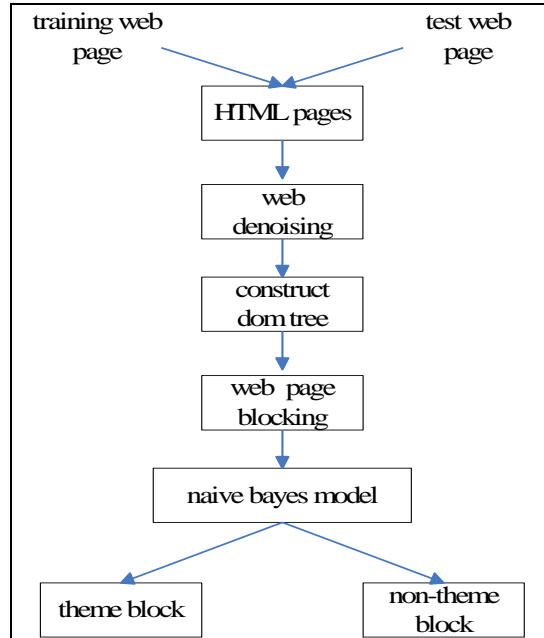 training web
page
test web
page
HTML pages
web
denoising
construct
dom tree
web page
blocking
naive bayes model
theme block
non-theme
block